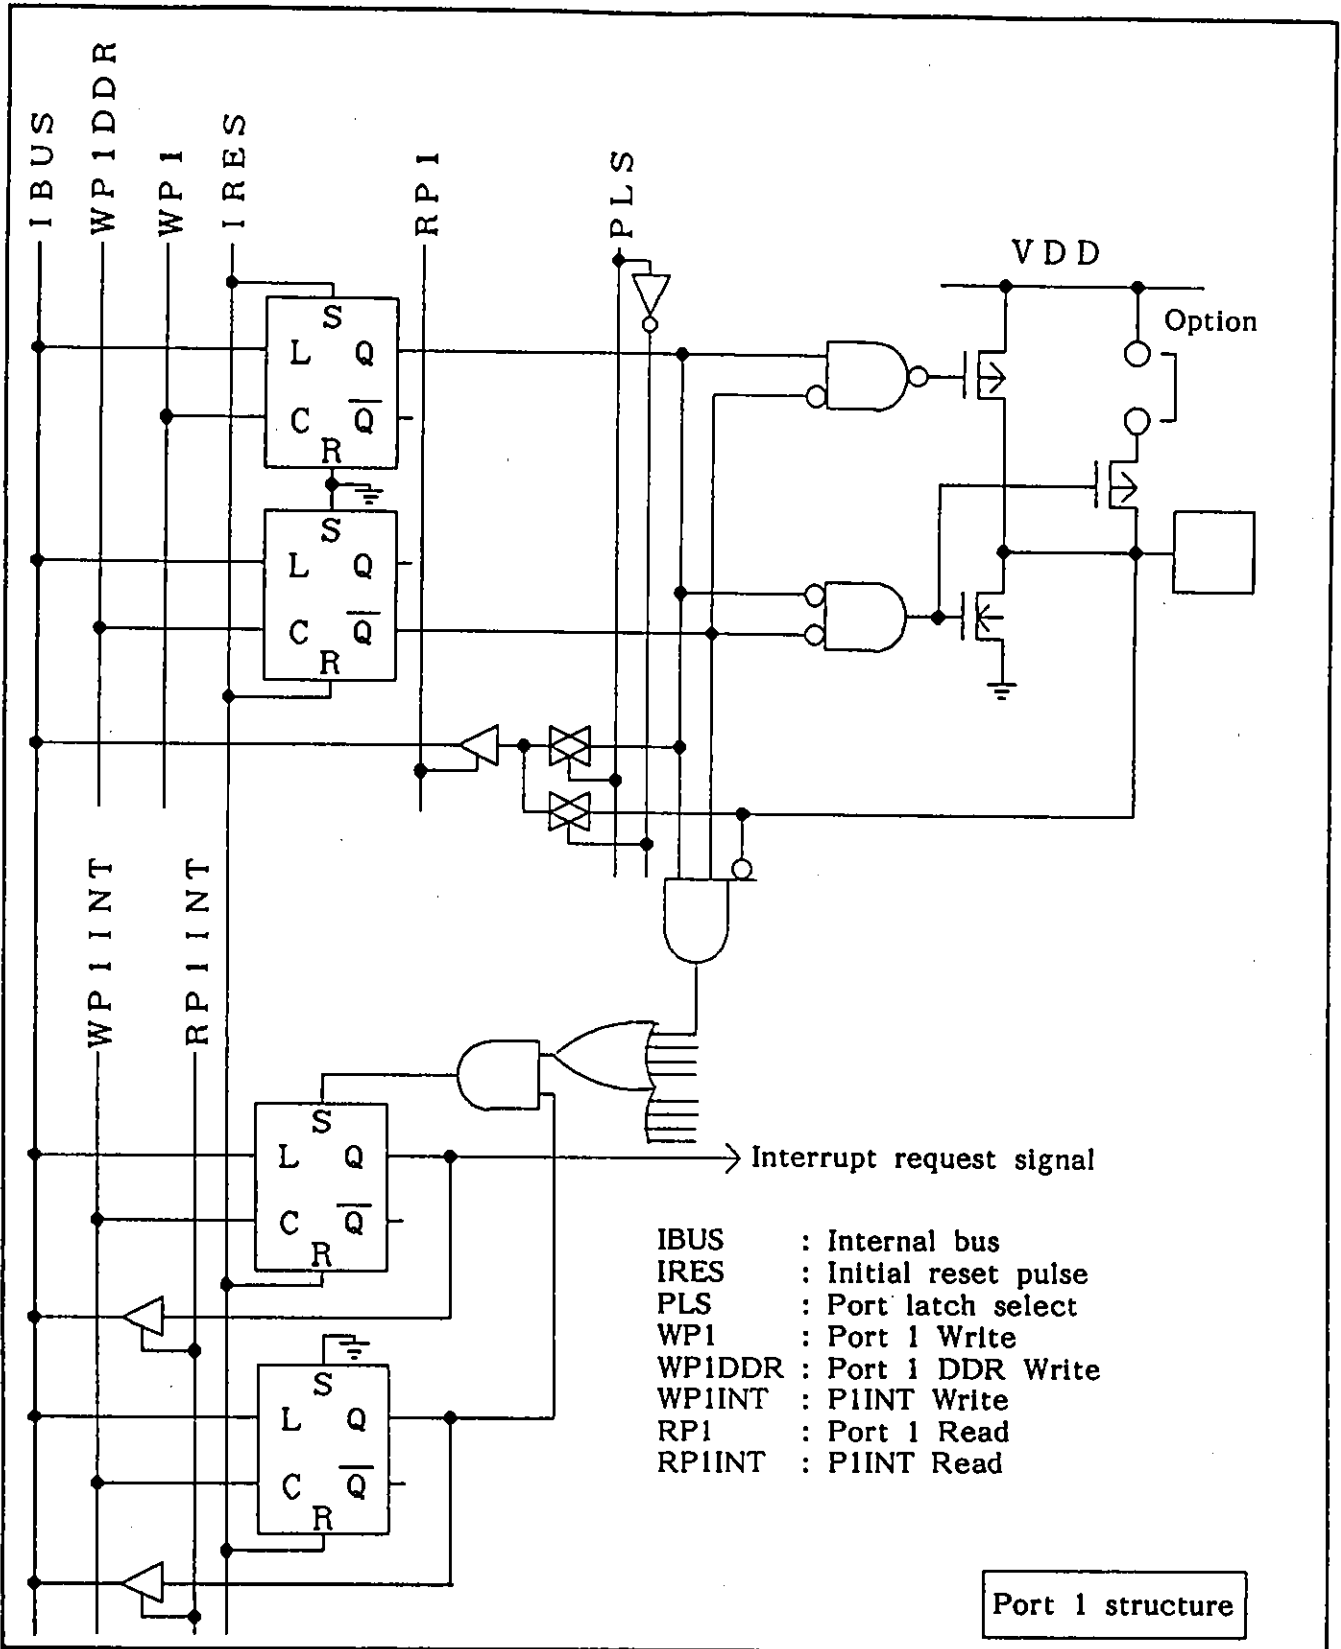 IBUS
WP1DDR
WP1
IRES
RP1
PLS
VDD
Option
S
L Q
C Q
R
S
L Q
C Q
R
WP1INT
RP1INT
S
L Q
C Q
R
Interrupt request signal
S
L Q
C Q
R
IBUS : Internal bus
IRES : Initial reset pulse
PLS : Port latch select
WP1 : Port 1 Write
WP1DDR : Port 1 DDR Write
WP1INT : P1INT Write
RP1 : Port 1 Read
RP1INT : P1INT Read
Port 1 structure